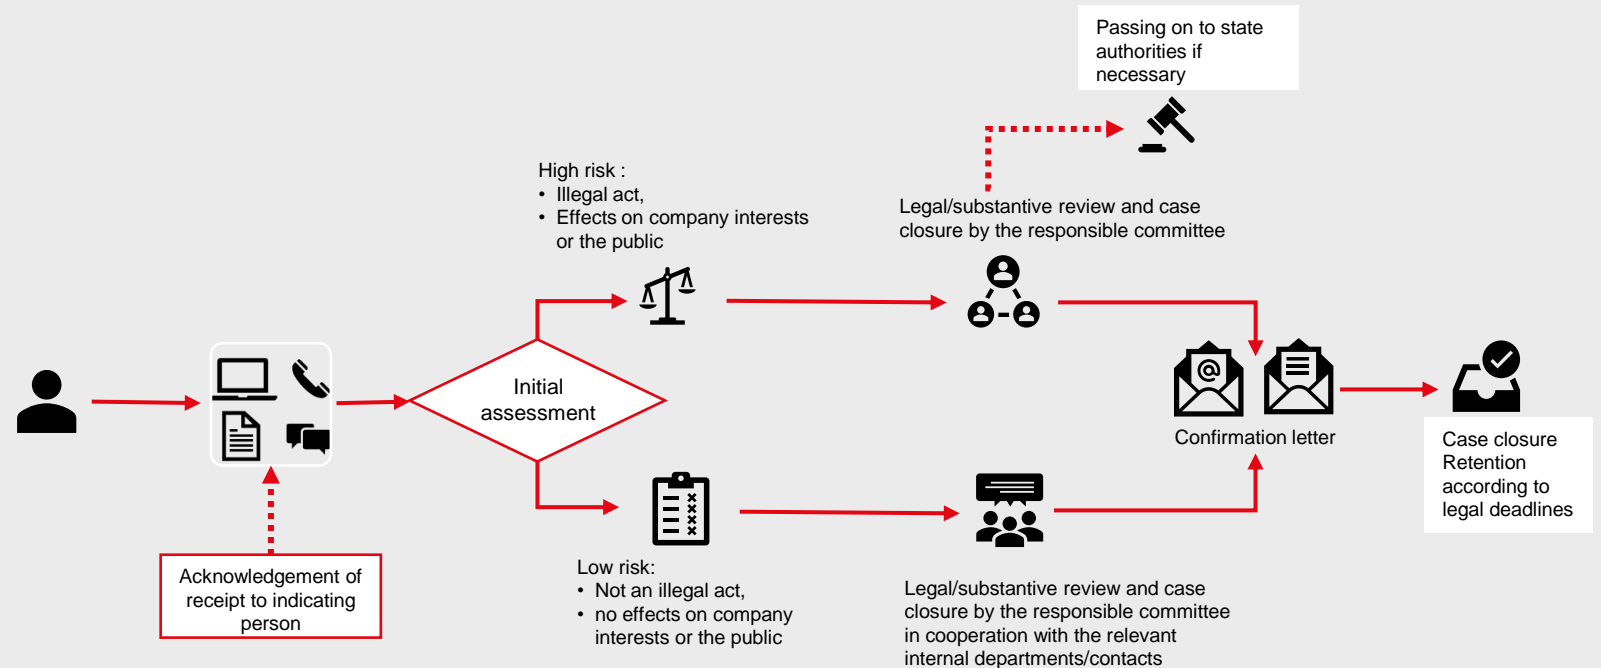 Passing on to state
authorities if
necessary
High risk :
• Illegal act,
• Effects on company interests
or the public
Legal/substantive review and case
closure by the responsible committee
Initial
assessment
@
Confirmation letter
Case closure
Retention
according to
legal deadlines
Acknowledgement of
receipt to indicating
person
Low risk:
• Not an illegal act,
• no effects on company
interests or the public
Legal/substantive review and case
closure by the responsible committee
in cooperation with the relevant
internal departments/contacts